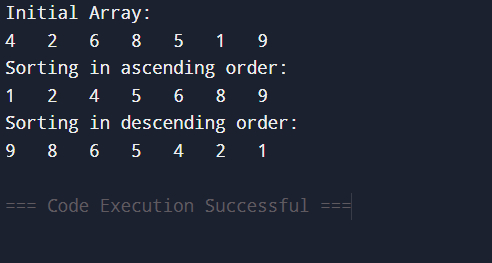 Initial Array:
4 2 6 8 5 1 9
Sorting in ascending order:
1 2 4 5 6 8 9
Sorting in descending order:
9 8 6 5 4 2 1
=== Code Execution Successful ===